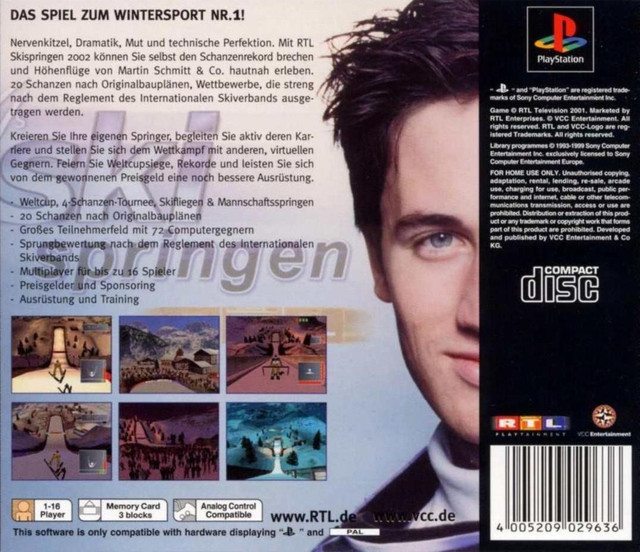 DAS SPIEL ZUM WINTERSPORT NR.1!
Nervenkitzel, Dramatik, Mut und technische Perfektion. Mit RTL
Skispringen 2002 können Sie selbst den Schanzenrekord brechen
und Höhenflüge von Martin Schmitt & Co. hautnah erleben.
20 Schanzen nach Originalbauplänen, Wettbewerbe, die streng
nach dem Reglement des Internationalen Skiverbands ausge-
tragen werden.
Kreieren Sie Ihre eigenen Springer, begleiten Sie aktiv deren Kar-
riere und stellen Sie sich dem Wettkampf mit anderen, virtuellen
Gegnern. Feiern Sie Weltcupsiege, Rekorde und leisten Sie sich
von dem gewonnenen Preisgeld eine noch bessere Ausrüstung.
- Weltcup, 4-Schanzen-Tournee, Skifliegen & Mannschaftsspringen
- 20 Schanzen nach Originalbauplänen
- Großes Teilnehmerfeld mit 72 Computergegnern
- Sprungbewertung nach dem Reglement des Internationalen
Skiverbands
- Multiplayer für bis zu 16 Spieler
- Preisgelder und Sponsoring
- Ausrüstung und Training
Ski
springen
1-16
Player
Memory Card
3 blocks
Analog Control
Compatible
www.RTL.de - www.vcc.de
This software is only compatible with hardware displaying " " and PAL
PlayStation
" " and "PlayStation" are registered trade-
marks of Sony Computer Entertainment Inc.
Game © RTL Television 2001. Marketed by
RTL Enterprises. © VCC Entertainment. All
rights reserved. RTL and VCC-Logo are reg-
istered Trademarks. All rights reserved.
Library programmes © 1993-1999 Sony Computer
Entertainment Inc. exclusively licensed to Sony
Computer Entertainment Europe.
FOR HOME USE ONLY. Unauthorised copying,
adaptation, rental, lending, re-sale, arcade
use, charging for use, broadcast, public per-
formance and internet, cable or other telecom-
munications transmission, access or use are
prohibited. Distribution or extraction of this prod-
uct or any trademark or copyright work that forms
part of this product are prohibited. Developed
and published by VCC Entertainment & Co
KG.
COMPACT
disc
RTL
PLAYTAINMENT
VCC Entertainment
4 005209 029636